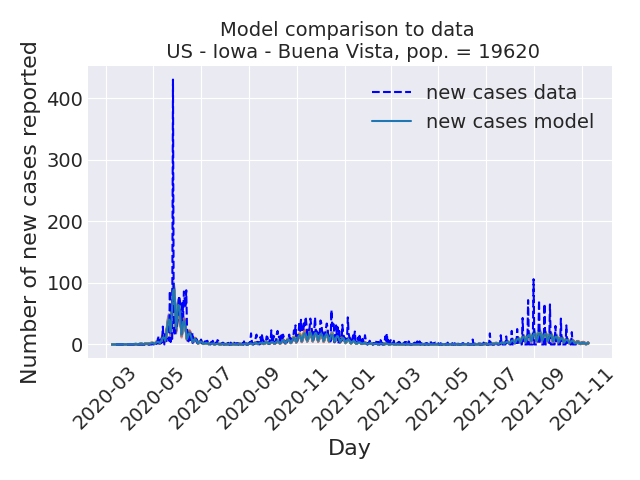 Model comparison to data
US - Iowa - Buena Vista, pop. = 19620
new cases data
new cases model
Number of new cases reported
400
300
200
100
0
2020-03
2020-05
2020-07
2020-09
2020-11
2021-01
2021-03
2021-05
2021-07
2021-09
2021-11
Day